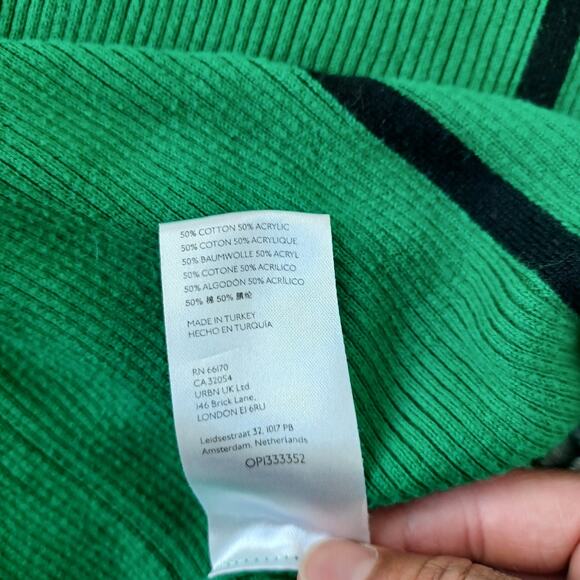 50% COTTON 50% ACRYLIC
50% COTON 50% ACRYLIQUE
50% BAUMWOLLE 50% ACRYL
50% COTONE 50% ACRILICO
50% ALGODÓN 50% ACRÍLICO
50% 棉 50% 腈纶
MADE IN TURKEY
HECHO EN TURQUÍA
RN 66170
CA 32054
URBN UK Ltd
146 Brick Lane,
LONDON E1 6RU
Leidsestraat 32, 1017 PB
Amsterdam, Netherlands
OP1333352